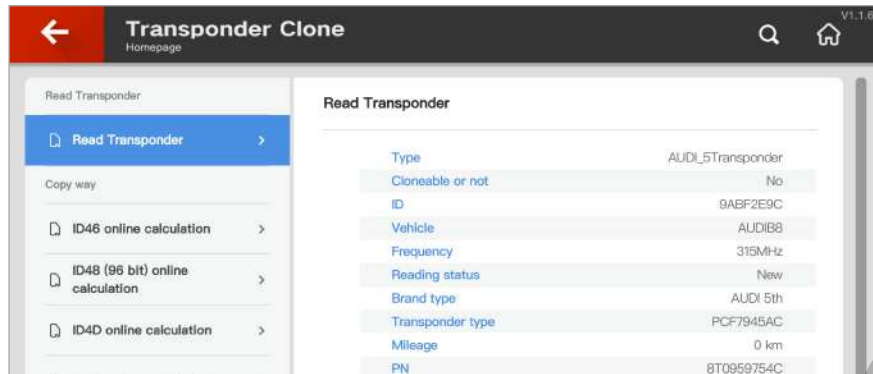 Transponder Clone
Homepage
V1.1.6
Read Transponder
Read Transponder
Copy way
ID46 online calculation
ID48 (96 bit) online
calculation
ID4D online calculation
Read Transponder
Type AUDI_5Transponder
Cloneable or not No
ID 9ABF2E9C
Vehicle AUDIB8
Frequency 315MHz
Reading status New
Brand type AUDI 5th
Transponder type PCF7945AC
Mileage 0 km
PN 8T0959754C